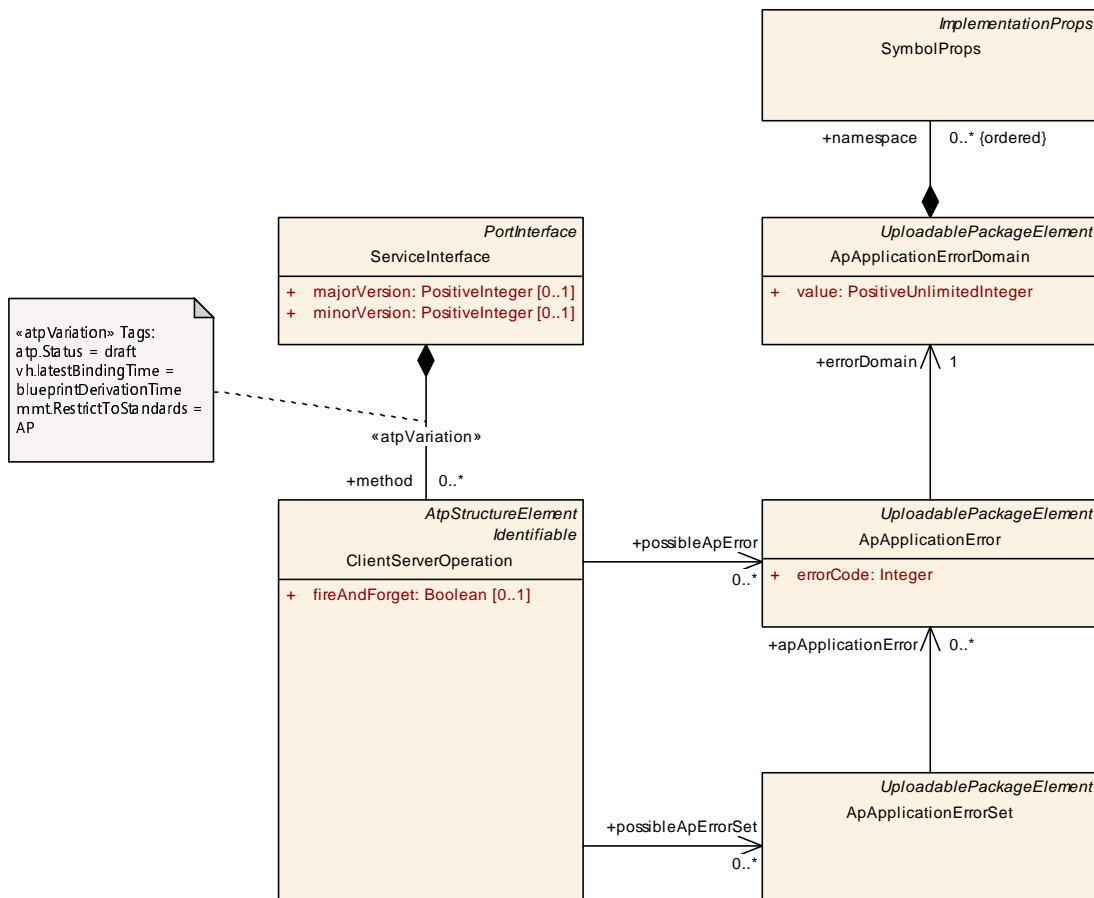 ImplementationProps
SymbolProps
+namespace 0..* {ordered}
PortInterface
ServiceInterface
+ majorVersion: PositiveInteger [0..1]
+ minorVersion: PositiveInteger [0..1]
UploadablePackageElement
ApApplicationErrorDomain
+ value: PositiveUnlimitedInteger
«atpVariation» Tags:
atp.Status = draft
vh.latestBindingTime =
blueprintDerivationTime
mmt.RestrictToStandards =
AP
+errorDomain 1
«atpVariation»
+method 0..*
AtpStructureElement
Identifiable
ClientServerOperation
+ fireAndForget: Boolean [0..1]
+possibleApError
0..*
UploadablePackageElement
ApApplicationError
+ errorCode: Integer
+apApplicationError 0..*
+possibleApErrorSet
0..*
UploadablePackageElement
ApApplicationErrorSet